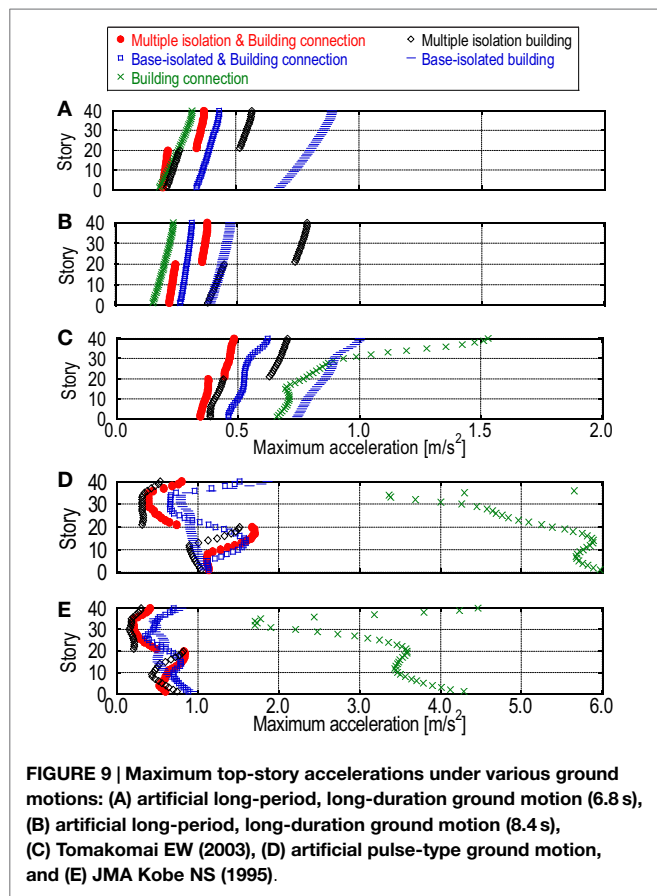 Multiple isolation & Building connection
Multiple isolation building
Base-isolated & Building connection
Base-isolated building
Building connection
A
40
30
20
10
0
Story
B
40
30
20
10
0
Story
C
40
30
20
10
0
Story
0.0 0.5 1.0 1.5 2.0
Maximum acceleration [m/s²]
D
40
30
20
10
0
Story
E
40
30
20
10
0
Story
0.0 1.0 2.0 3.0 4.0 5.0 6.0
Maximum acceleration [m/s²]
FIGURE 9 | Maximum top-story accelerations under various ground
motions: (A) artificial long-period, long-duration ground motion (6.8 s),
(B) artificial long-period, long-duration ground motion (8.4 s),
(C) Tomakomai EW (2003), (D) artificial pulse-type ground motion,
and (E) JMA Kobe NS (1995).